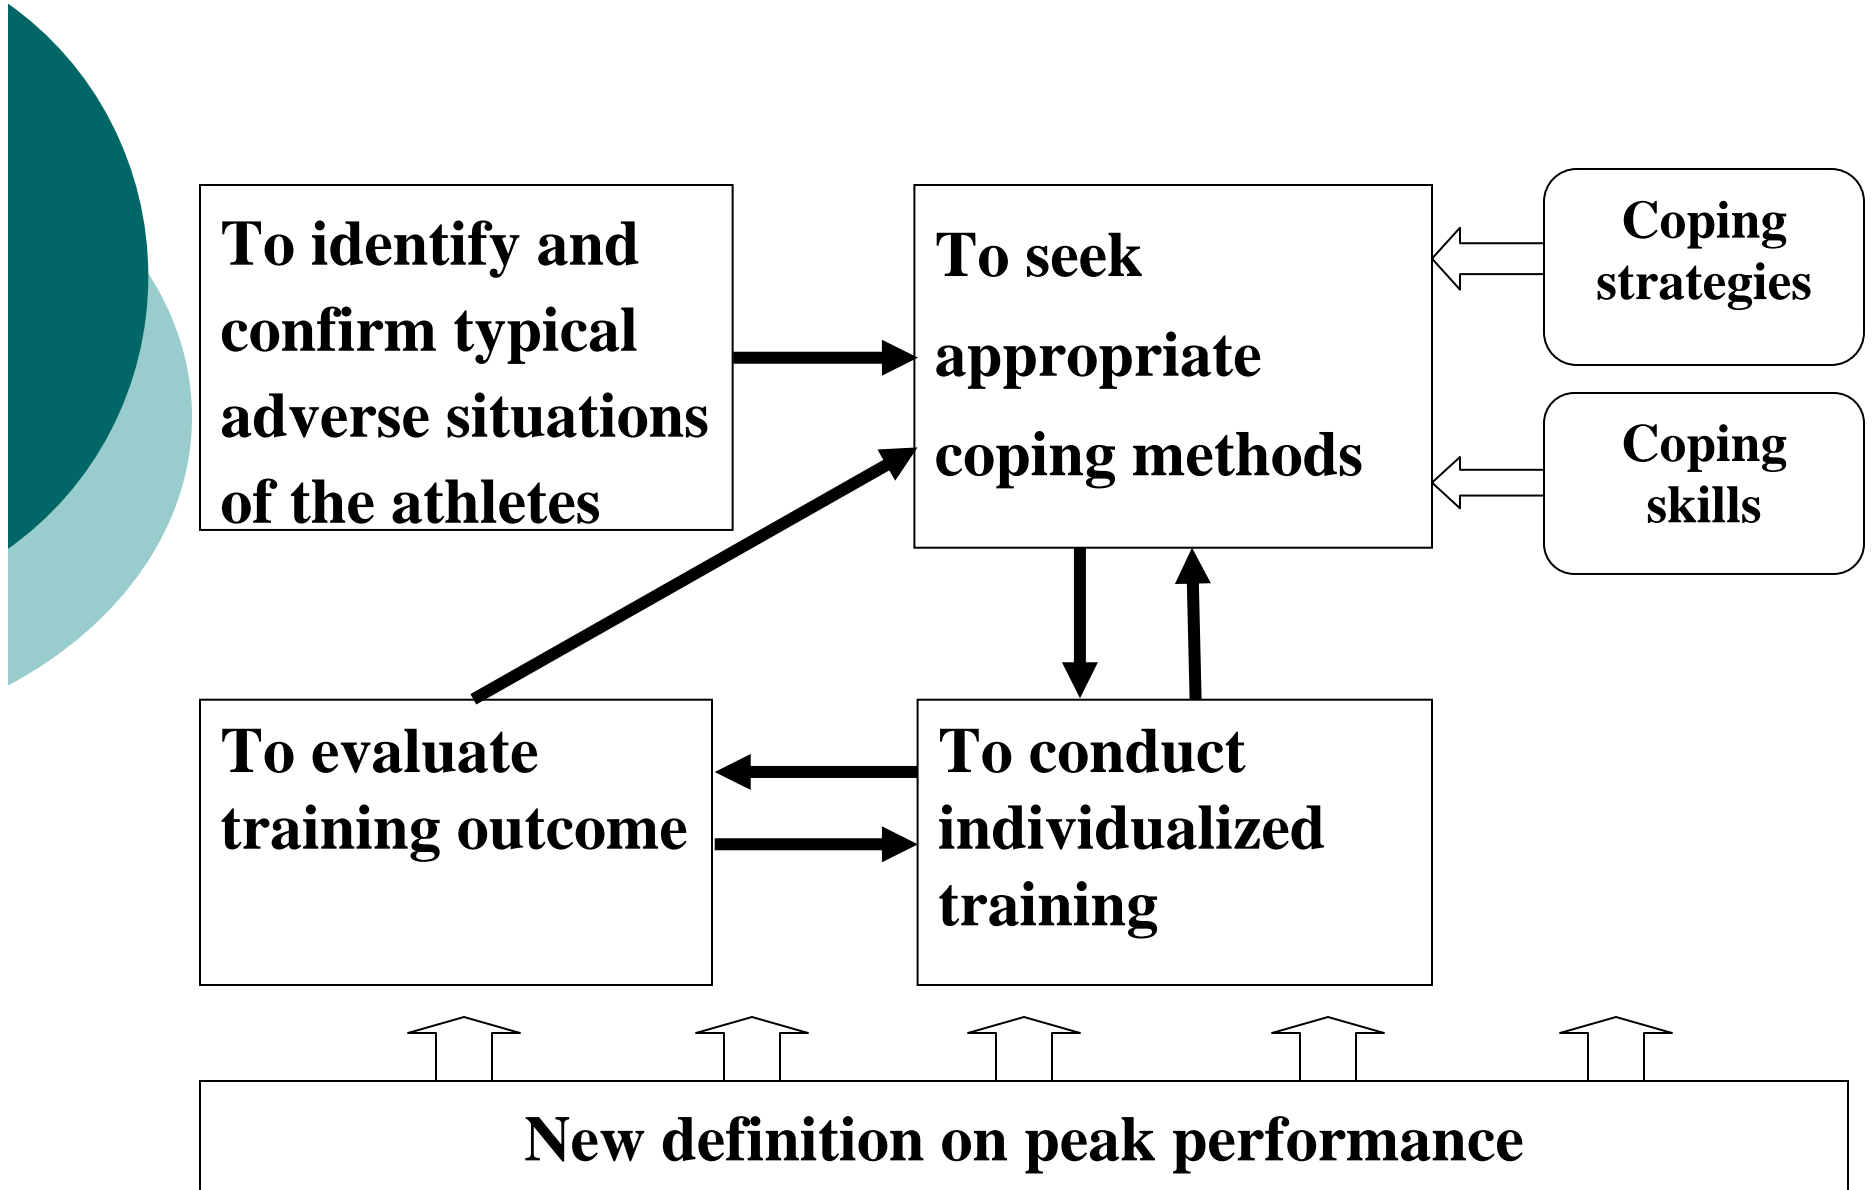 To identify and
confirm typical
adverse situations
of the athletes
To seek
appropriate
coping methods
Coping
strategies
Coping
skills
To evaluate
training outcome
To conduct
individualized
training
New definition on peak performance